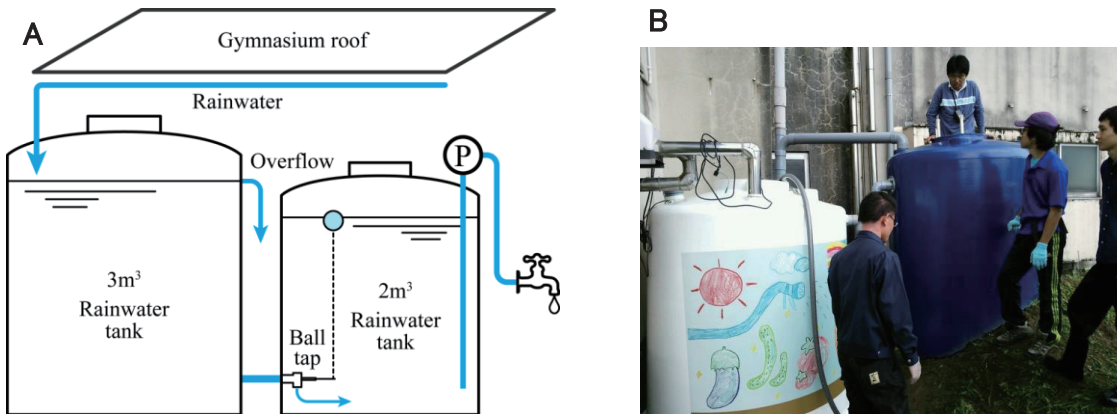 A
Gymnasium roof
Rainwater
Overflow
P
3m³
Rainwater
tank
Ball
tap
2m³
Rainwater
tank
B